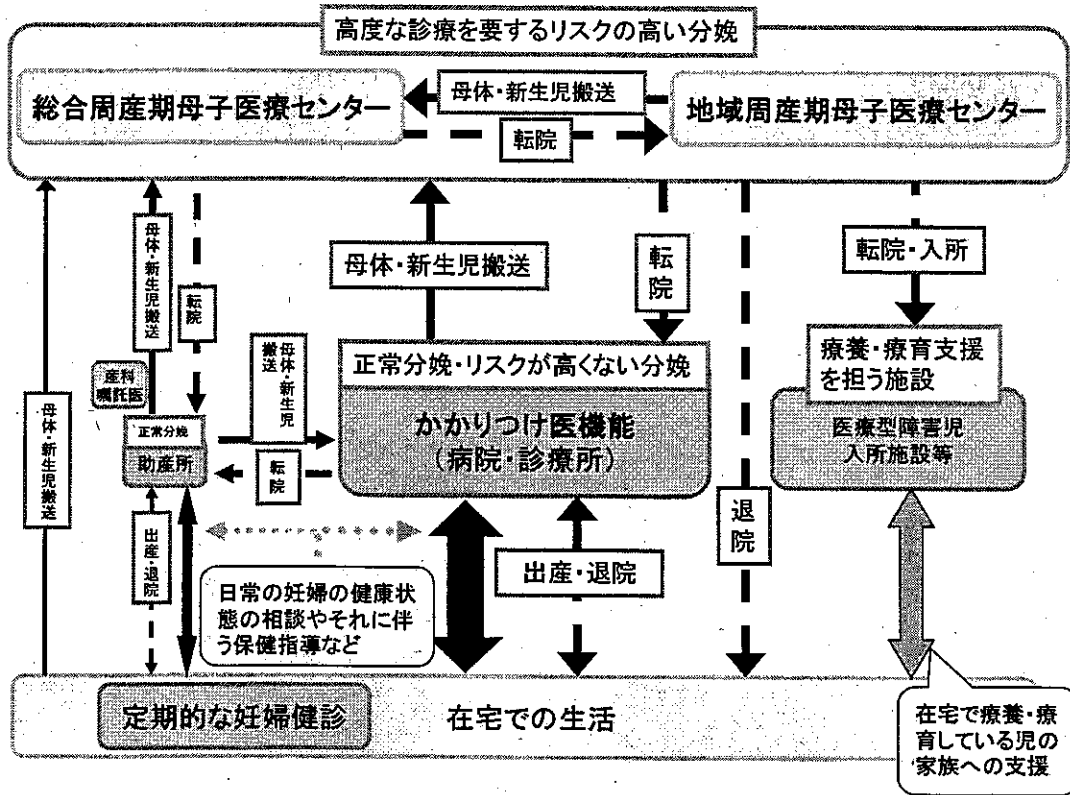 高度な診療を要するリスクの高い分娩
総合周産期母子医療センター
母体・新生児搬送
転院
地域周産期母子医療センター
母体・新生児搬送
母体・新生児搬送
転院
母体・新生児搬送
転院
退院
転院・入所
産科
嘱託医
正常分娩
助産所
母体・新生児
搬送
転院
正常分娩・リスクが高くない分娩
かかりつけ医機能
（病院・診療所）
療養・療育支援
を担う施設
医療型障害児
入所施設等
出産・退院
日常の妊婦の健康状
態の相談やそれに伴
う保健指導など
出産・退院
定期的な妊婦健診
在宅での生活
在宅で療養・療
育している児の
家族への支援